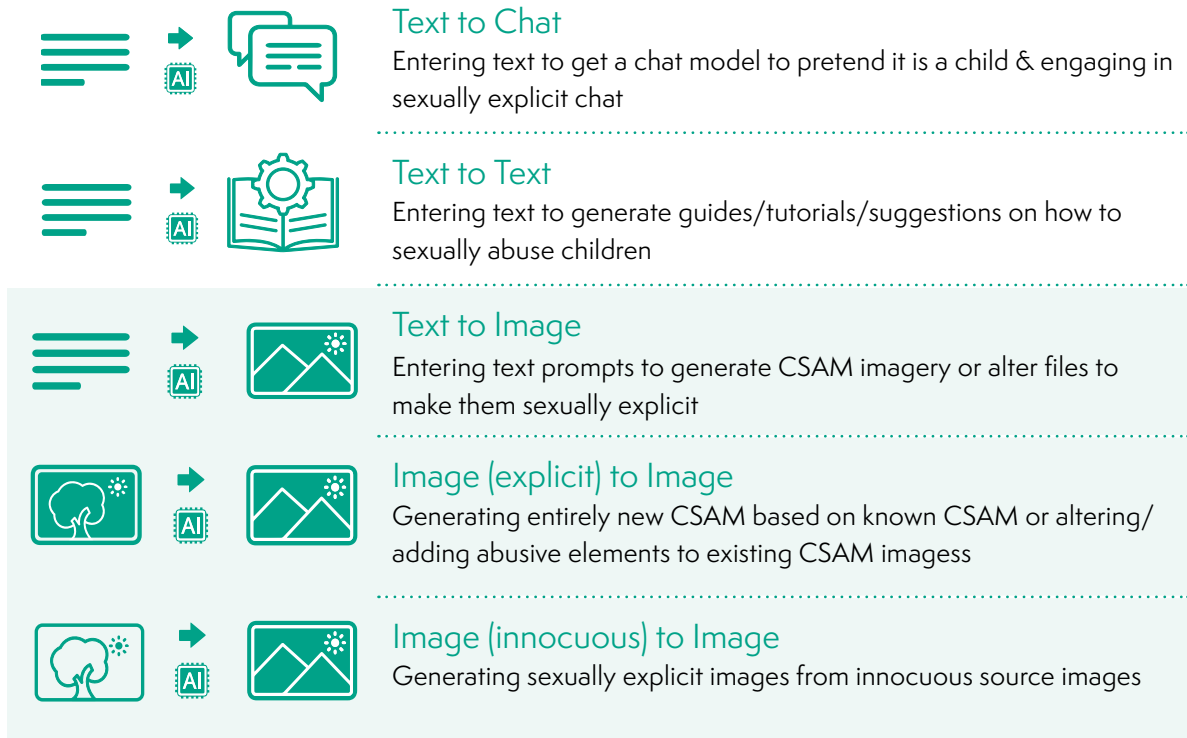 AI
Text to Chat
Entering text to get a chat model to pretend it is a child & engaging in
sexually explicit chat
AI
Text to Text
Entering text to generate guides/tutorials/suggestions on how to
sexually abuse children
AI
Text to Image
Entering text prompts to generate CSAM imagery or alter files to
make them sexually explicit
AI
Image (explicit) to Image
Generating entirely new CSAM based on known CSAM or altering/
adding abusive elements to existing CSAM imagess
AI
Image (innocuous) to Image
Generating sexually explicit images from innocuous source images